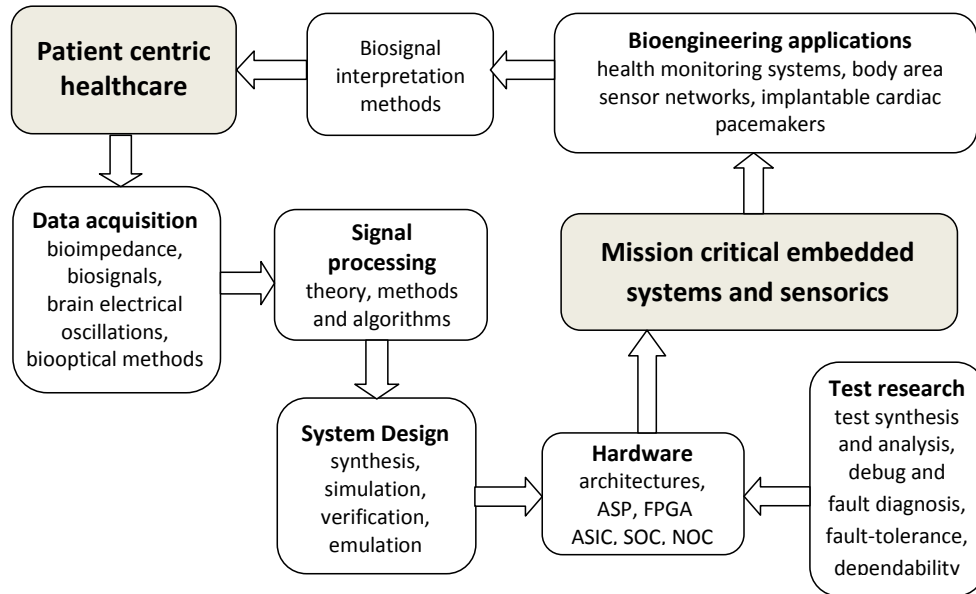 Patient centric
healthcare
Biosignal
interpretation
methods
Bioengineering applications
health monitoring systems, body area
sensor networks, implantable cardiac
pacemakers
Data acquisition
bioimpedance,
biosignals,
brain electrical
oscillations,
biooptical methods
Signal
processing
theory, methods
and algorithms
Mission critical embedded
systems and sensorics
System Design
synthesis,
simulation,
verification,
emulation
Hardware
architectures,
ASP, FPGA
ASIC, SOC, NOC
Test research
test synthesis
and analysis,
debug and
fault diagnosis,
fault-tolerance,
dependability